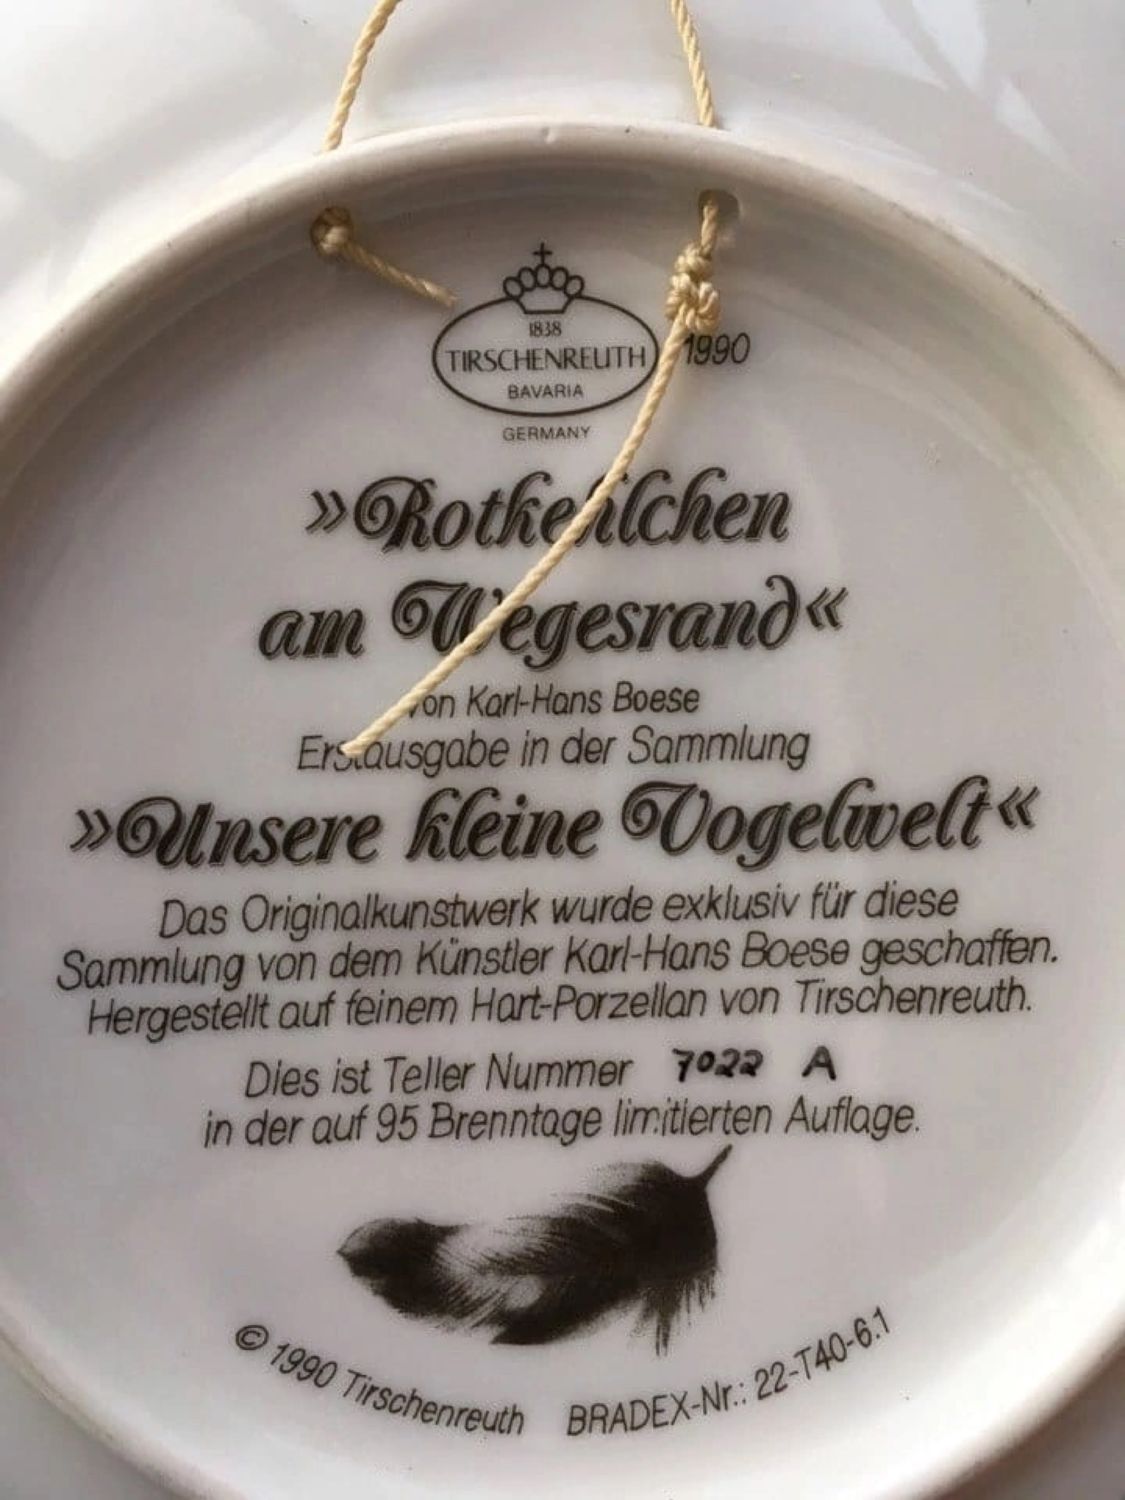 1838
TIRSCHENREUTH
BAVARIA
GERMANY
1990
»Rotkehlchen
am Wegesrand«
von Karl-Hans Boese
Erstausgabe in der Sammlung
»Unsere kleine Vogelwelt«
Das Originalkunstwerk wurde exklusiv für diese
Sammlung von dem Künstler Karl-Hans Boese geschaffen.
Hergestellt auf feinem Hart-Porzellan von Tirschenreuth.
Dies ist Teller Nummer 7022 A
in der auf 95 Brenntage limitierten Auflage.
© 1990 Tirschenreuth BRADEX-Nr.: 22-T40-6.1